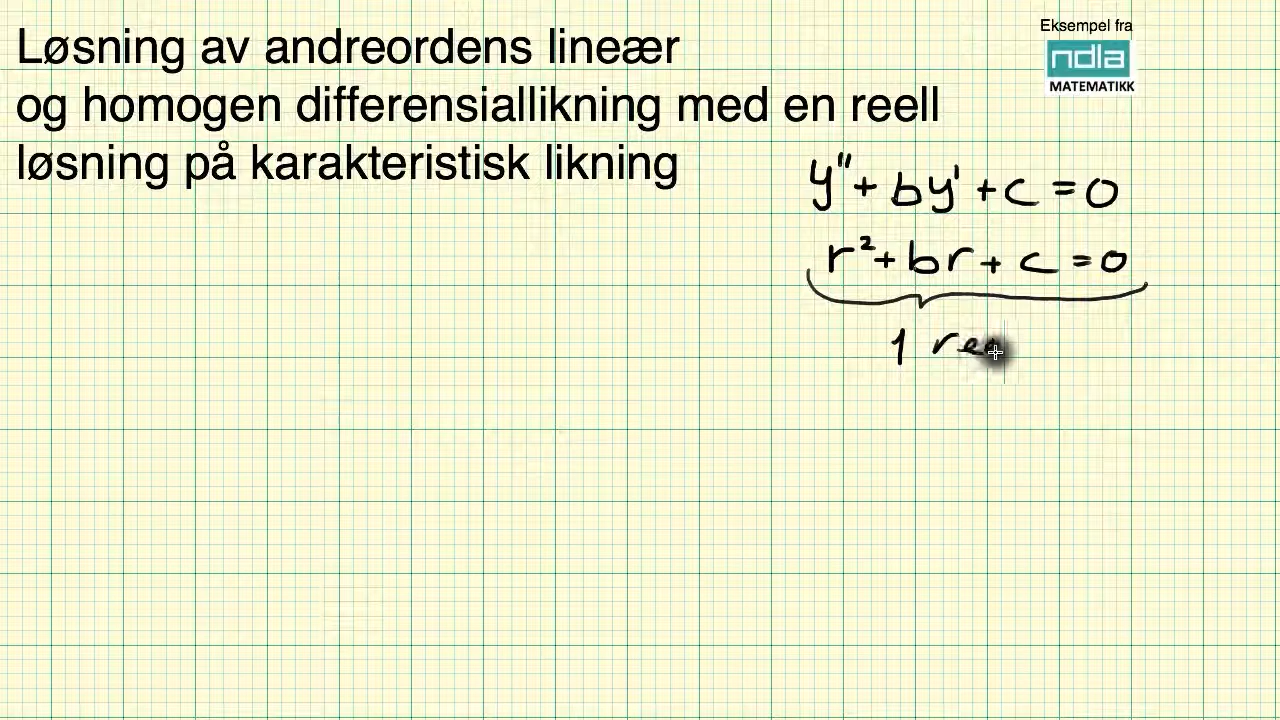 Løsning av andreordens lineær
og homogen differensiallikning med en reell
løsning på karakteristisk likning
Eksempel fra
ndla
MATEMATIKK
y'' + by' + c = 0
r² + br + c = 0
1 ree